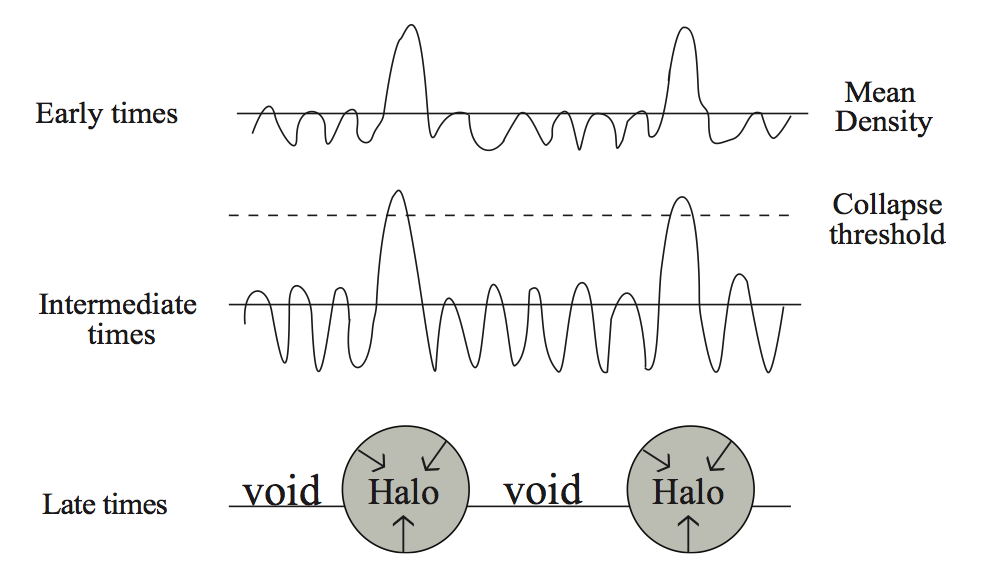 Early times
Mean
Density
Collapse
threshold
Intermediate
times
Late times
void
Halo
void
Halo